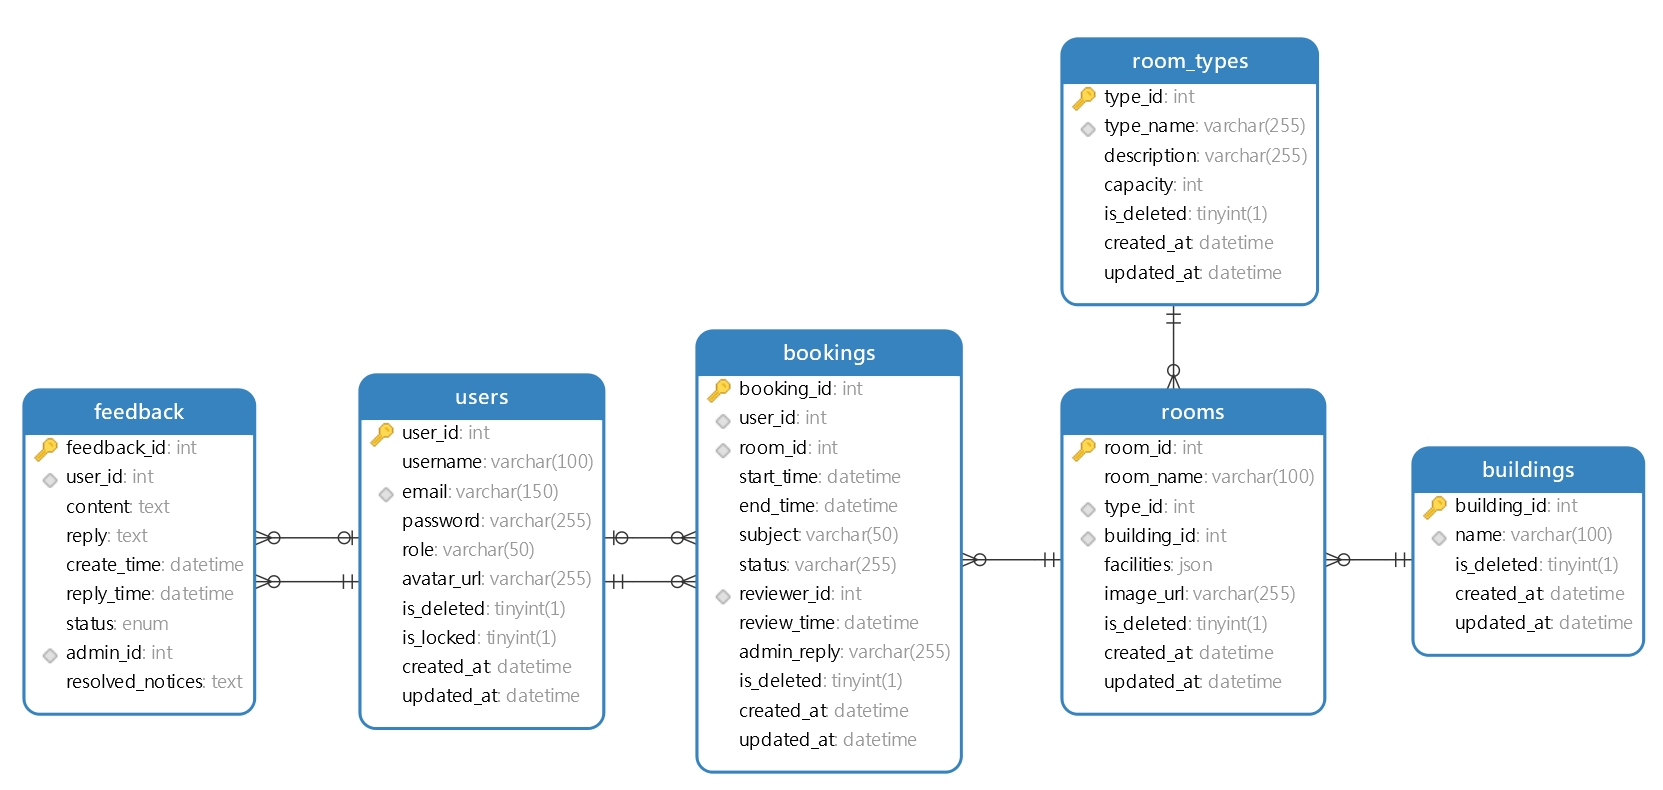 room_types
type_id: int
type_name: varchar(255)
description: varchar(255)
capacity: int
is_deleted: tinyint(1)
created_at: datetime
updated_at: datetime
feedback
feedback_id: int
user_id: int
content: text
reply: text
create_time: datetime
reply_time: datetime
status: enum
admin_id: int
resolved_notices: text
users
user_id: int
username: varchar(100)
email: varchar(150)
password: varchar(255)
role: varchar(50)
avatar_url: varchar(255)
is_deleted: tinyint(1)
is_locked: tinyint(1)
created_at: datetime
updated_at: datetime
bookings
booking_id: int
user_id: int
room_id: int
start_time: datetime
end_time: datetime
subject: varchar(50)
status: varchar(255)
reviewer_id: int
review_time: datetime
admin_reply: varchar(255)
is_deleted: tinyint(1)
created_at: datetime
updated_at: datetime
rooms
room_id: int
room_name: varchar(100)
type_id: int
building_id: int
facilities: json
image_url: varchar(255)
is_deleted: tinyint(1)
created_at: datetime
updated_at: datetime
buildings
building_id: int
name: varchar(100)
is_deleted: tinyint(1)
created_at: datetime
updated_at: datetime